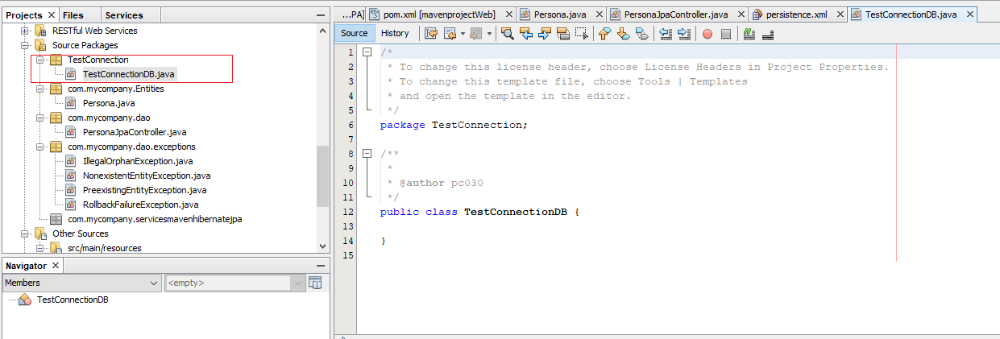 Projects X Files Services
RESTful Web Services
Source Packages
TestConnection
TestConnectionDB.java
com.mycompany.Entities
Persona.java
com.mycompany.dao
PersonaJpaController.java
com.mycompany.dao.exceptions
IllegalOrphanException.java
NonexistentEntityException.java
PreexistingEntityException.java
RollbackFailureException.java
com.mycompany.servicesmavenhibernatejpa
Other Sources
src/main/resources
Navigator X
Members <empty>
TestConnectionDB
...PA] pom.xml [mavenprojectWeb] X Persona.java X PersonaJpaController.java X persistence.xml X TestConnectionDB.java X
Source History
1 /*
2 * To change this license header, choose License Headers in Project Properties.
3 * To change this template file, choose Tools | Templates
4 * and open the template in the editor.
5 */
6 package TestConnection;
7
8 /**
9 *
10 * @author pc030
11 */
12 public class TestConnectionDB {
13
14 }
15